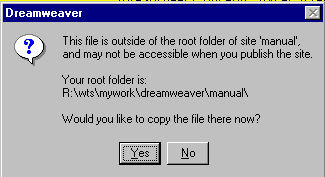 Dreamweaver
This file is outside of the root folder of site 'manual',
and may not be accessible when you publish the site.
Your root folder is:
R:\wts\mywork\dreamweaver\manual\
Would you like to copy the file there now?
Yes No